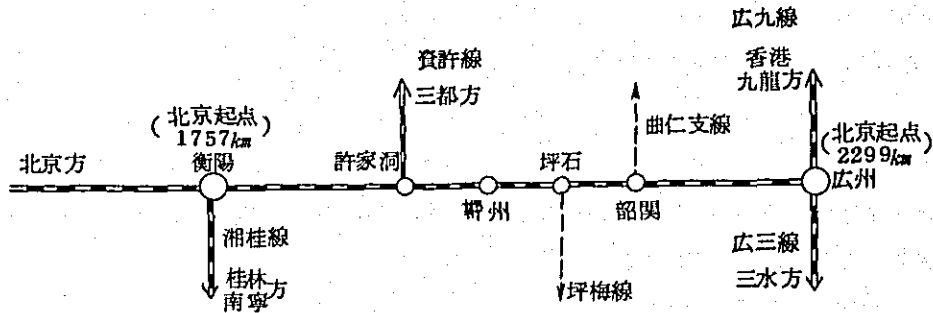 広九線
香港
九龍方
資許線
三都方
(北京起点)
1757km
(北京起点)
2299km
曲仁支線
北京方
衡陽
許家洞
坪石
広州
郴州
韶関
湘桂線
広三線
桂林
南寧方
坪梅線
三水方